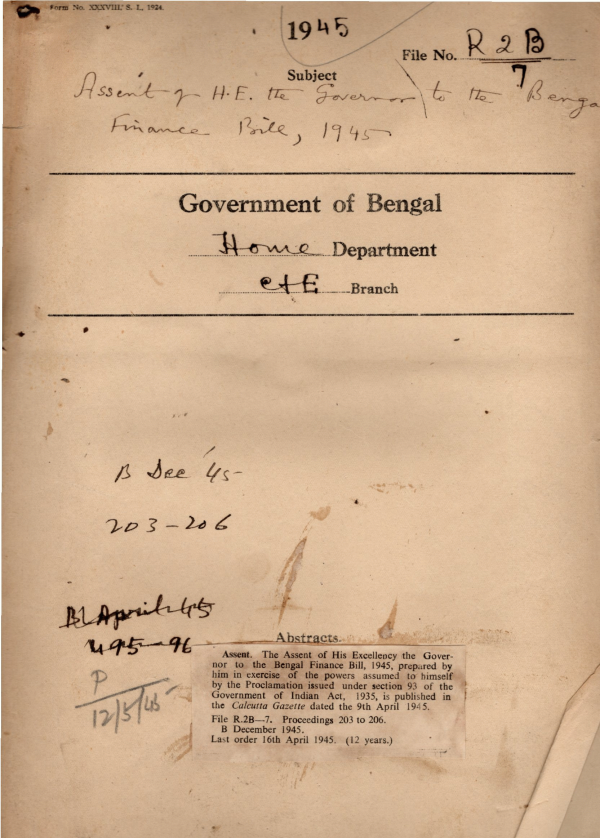 Form No. XXXVIII, S. I., 1924.
1945
File No. R 2 B
7
Subject
Assent of H.E. the Governor to the Benga
Finance Bill, 1945
Government of Bengal
Home Department
C & E Branch
B Dec '45
203-206
B April 45
495-96
P
12/5/45
Abstracts.
Assent. The Assent of His Excellency the Gover-
nor to the Bengal Finance Bill, 1945, prepared by
him in exercise of the powers assumed to himself
by the Proclamation issued under section 93 of the
Government of Indian Act, 1935, is published in
the Calcutta Gazette dated the 9th April 1945.
File R.2B—7. Proceedings 203 to 206.
B December 1945.
Last order 16th April 1945. (12 years.)